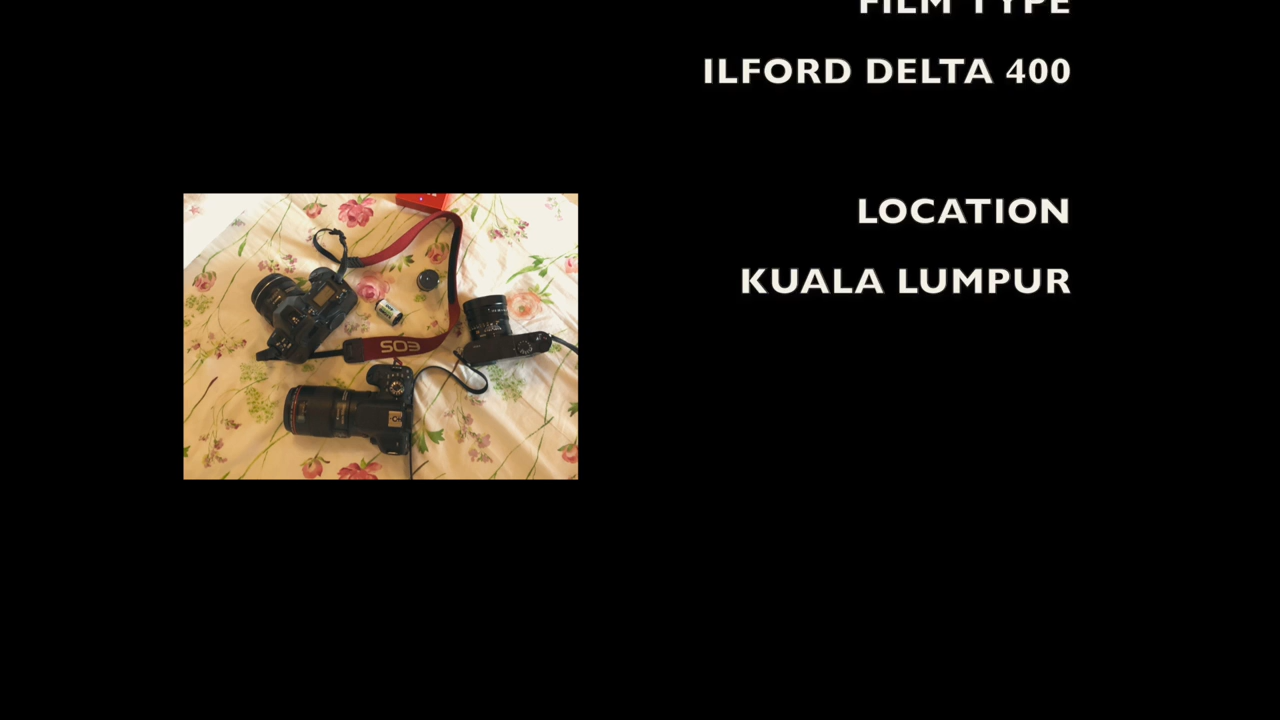 FILM TYPE
ILFORD DELTA 400
LOCATION
KUALA LUMPUR
EOS